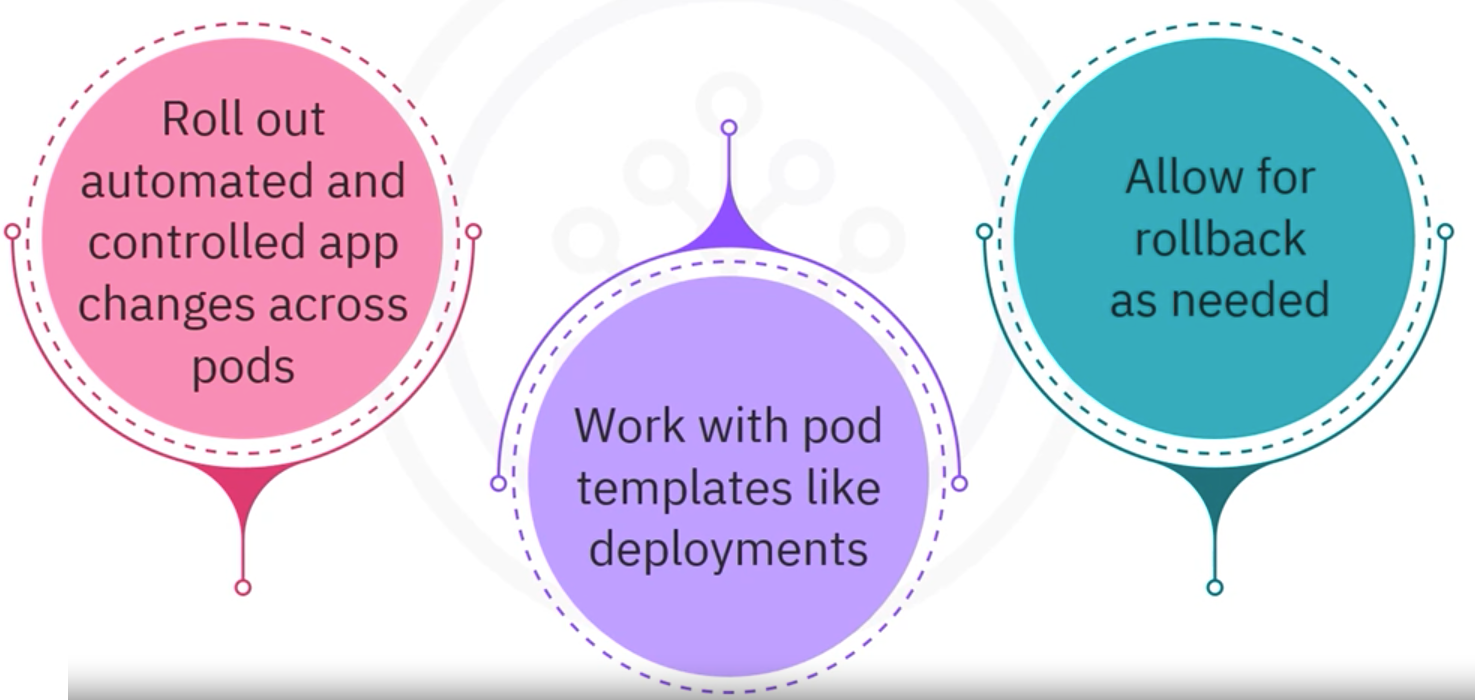 Roll out
automated and
controlled app
changes across
pods
Work with pod
templates like
deployments
Allow for
rollback
as needed